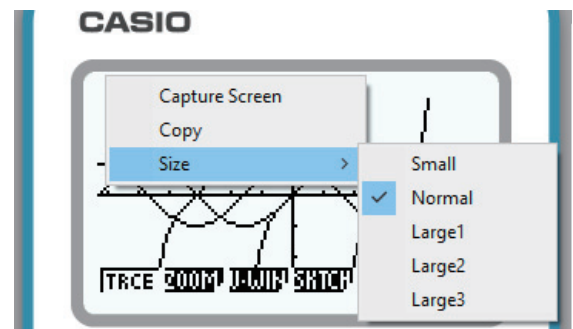 CASIO
Capture Screen
Copy
Size
Small
Normal
Large1
Large2
Large3
TRCE ZOOM V-WIN SKTCH